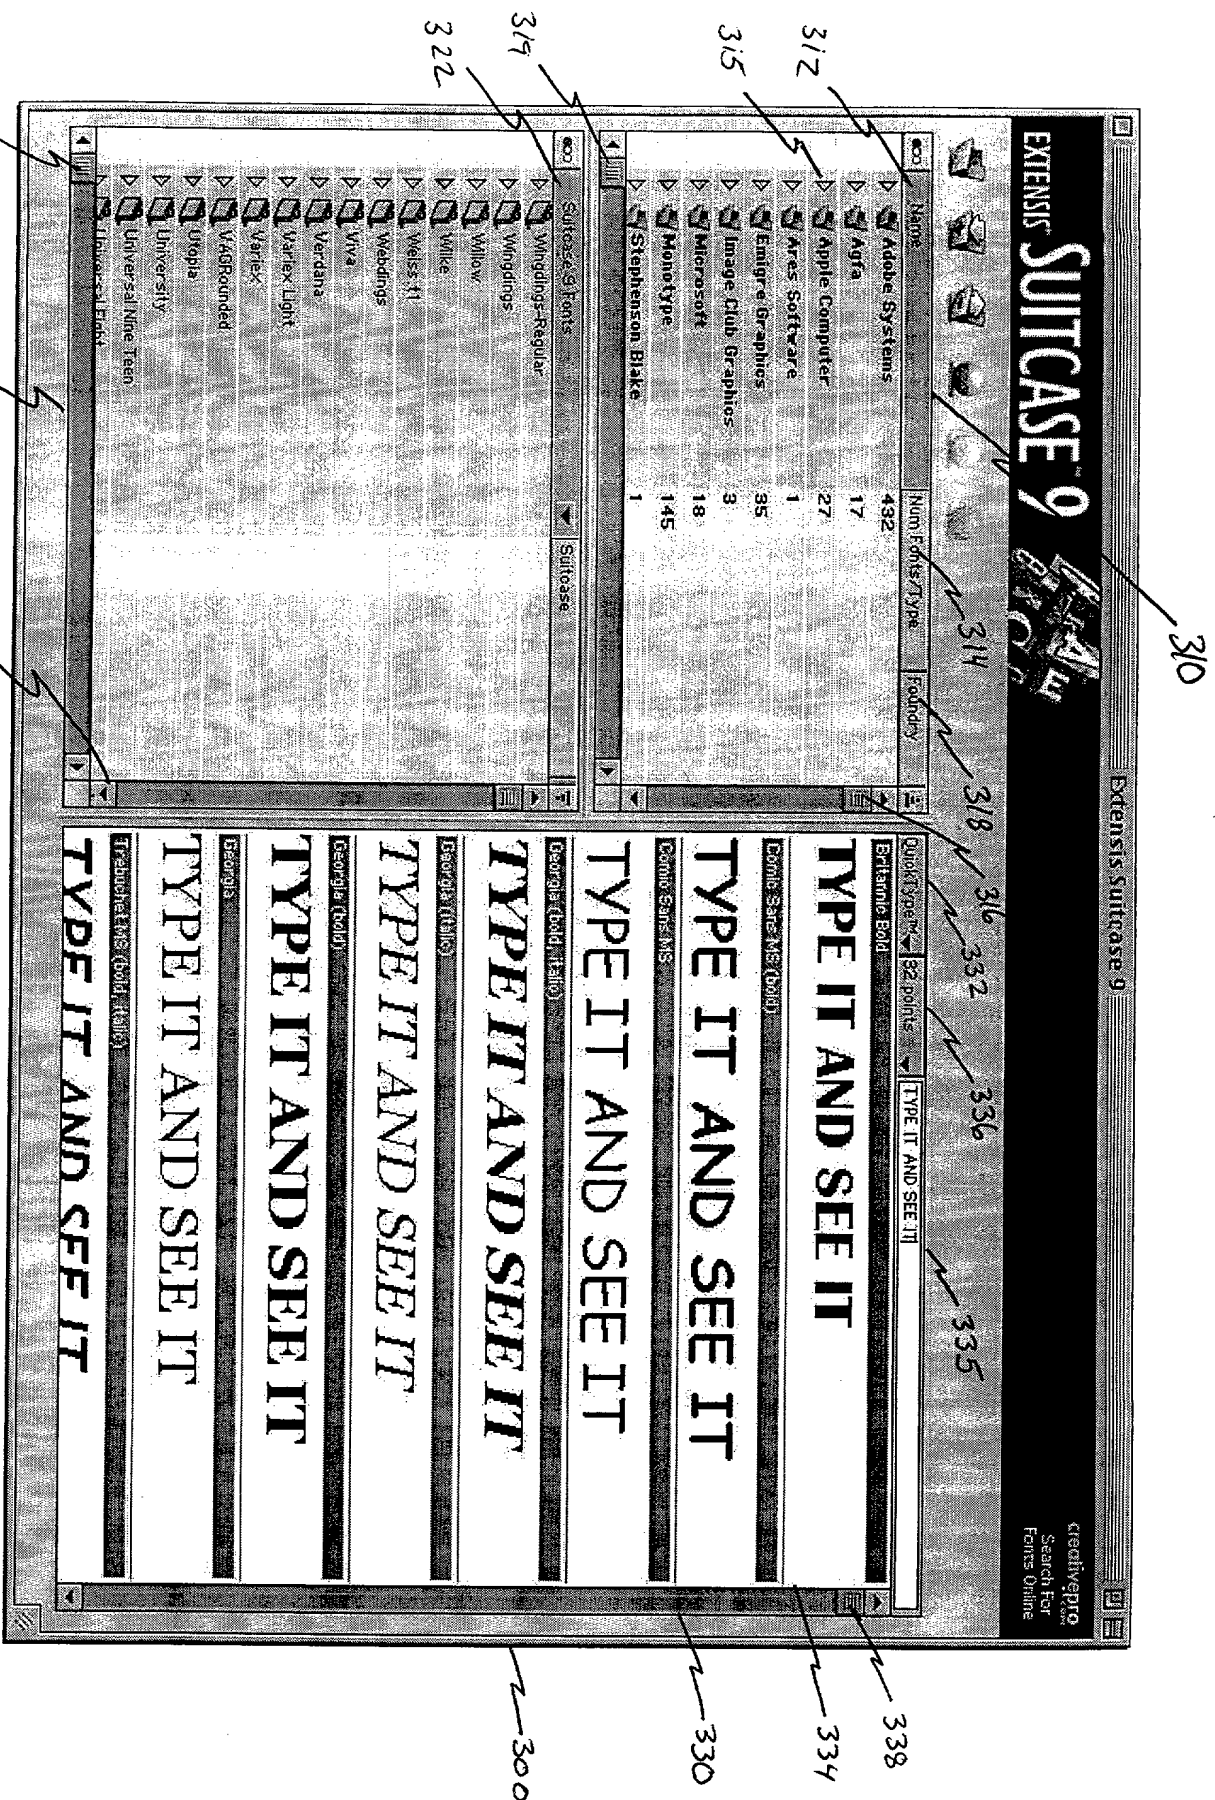 310
Extensis Suitcase 9
EXTENSIS SUITCASE™ 9
creativepro.com
Search For
Fonts Online
312
315
319
322
314
318
316
332
336
335
338
334
330
300
Name Num Fonts/Type Foundry
Adobe Systems 432
Agfa 17
Apple Computer 27
Ares Software 1
Emigre Graphics 35
Image Club Graphics 3
Microsoft 18
Monotype 145
Stephenson Blake 1
Suitcase 9 Fonts Suitcase
Wingdings-Regular
Wingdings
Willow
Wilke
Weiss t1
Webdings
Viva
Verdana
Variex Light
VarieX
VAGRounded
Utopia
University
Universal Nine Teen
QuickType™ 32 points TYPE IT AND SEE IT
Britannic Bold
TYPE IT AND SEE IT
Comic Sans MS (bold)
TYPE IT AND SEE IT
Comic Sans MS
TYPE IT AND SEE IT
Georgia (bold, italic)
TYPE IT AND SEE IT
Georgia (italic)
TYPE IT AND SEE IT
Georgia (bold)
TYPE IT AND SEE IT
Georgia
TYPE IT AND SEE IT
Trebuchet MS (bold, italic)
TYPE IT AND SEE IT